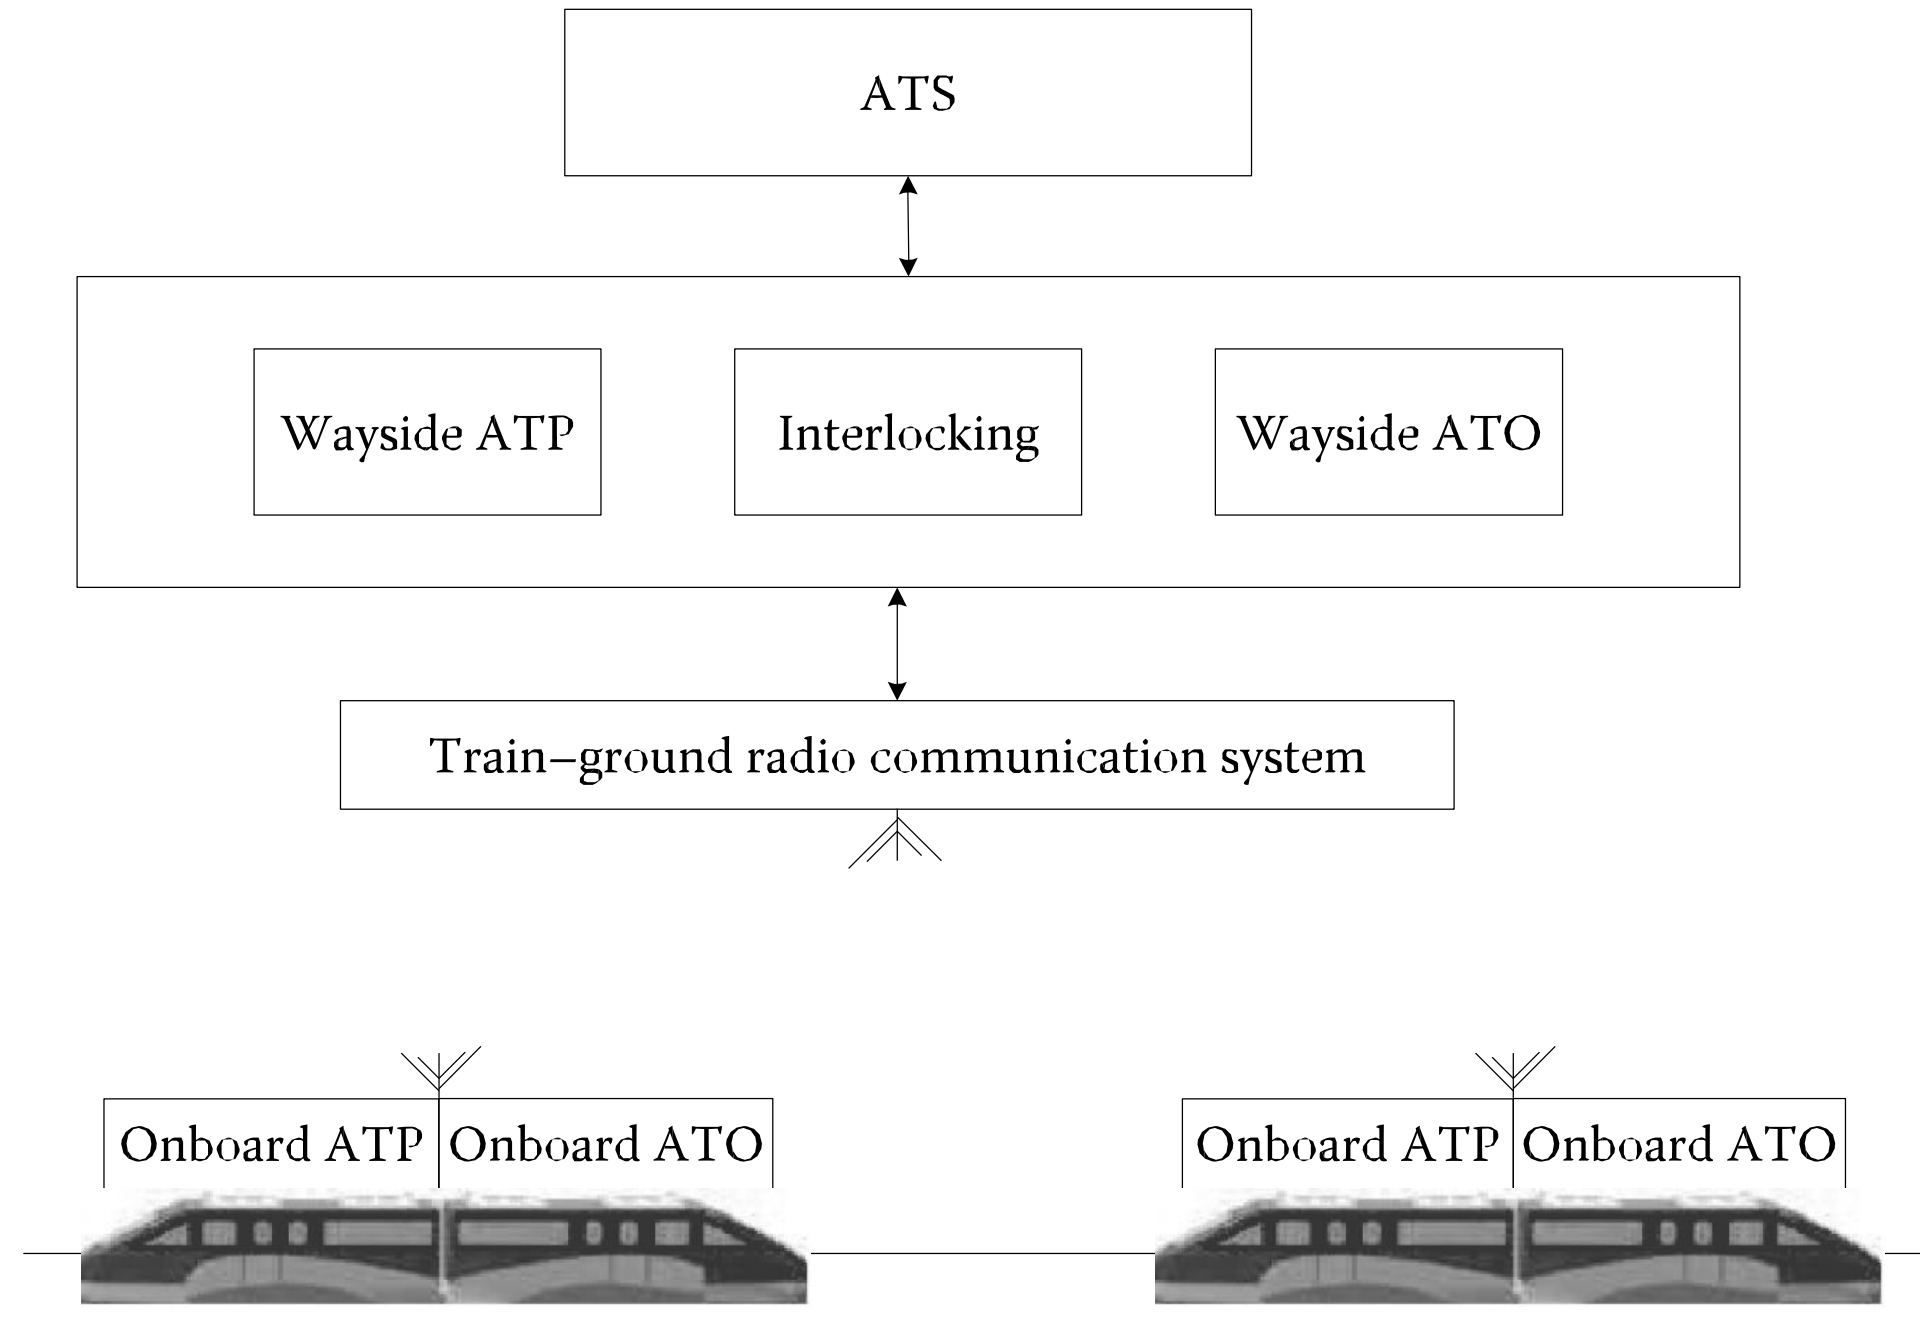 ATS
Wayside ATP
Interlocking
Wayside ATO
Train–ground radio communication system
Onboard ATP
Onboard ATO
Onboard ATP
Onboard ATO